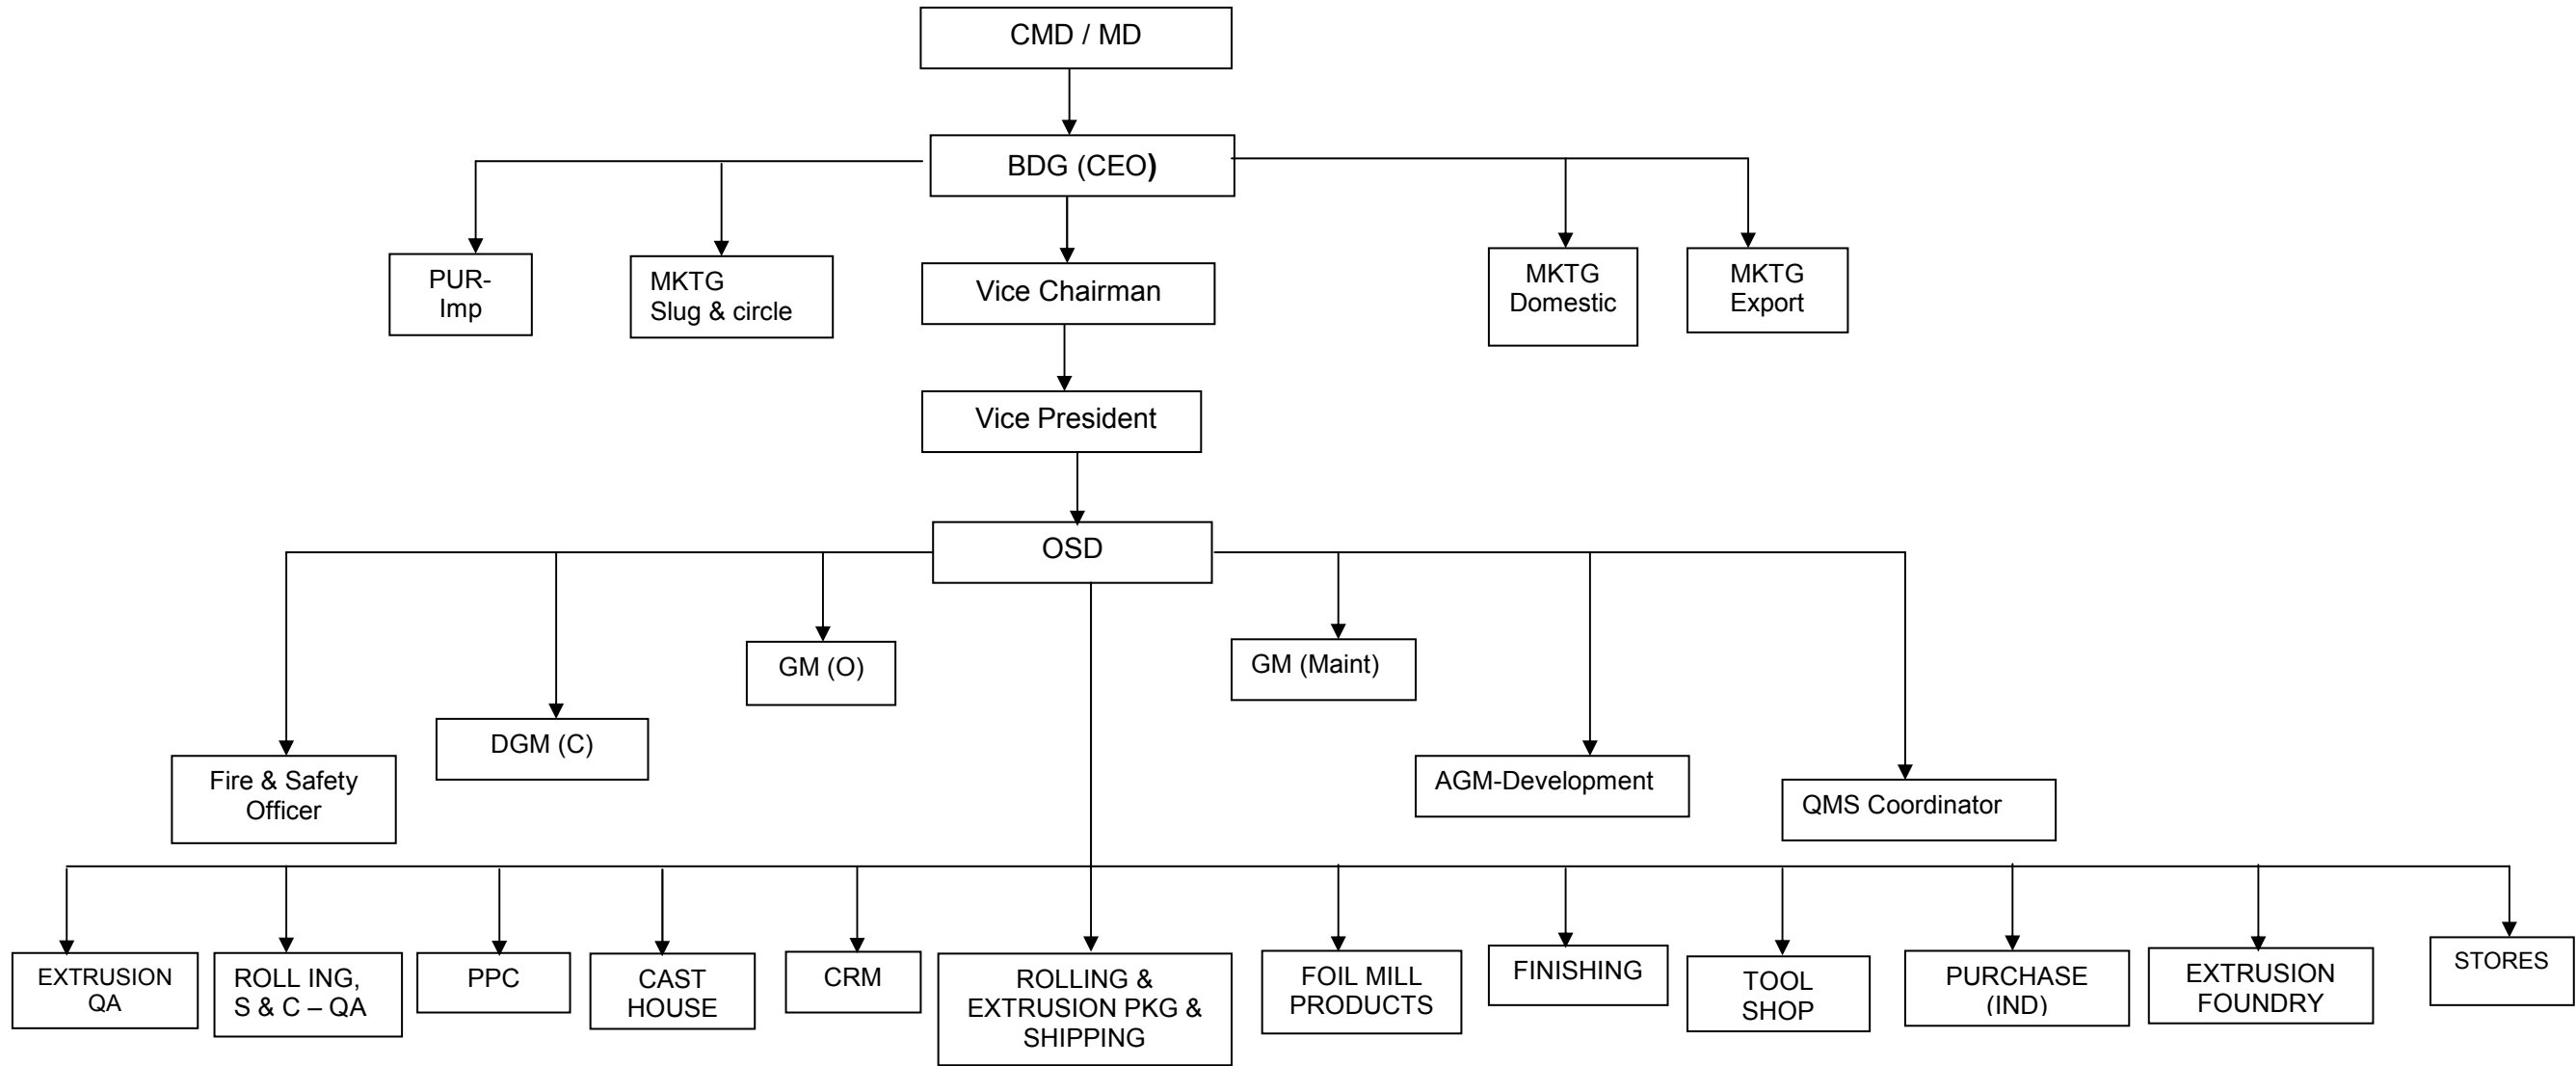 CMD / MD
BDG (CEO)
PUR-
Imp
MKTG
Slug & circle
Vice Chairman
MKTG
Domestic
MKTG
Export
Vice President
OSD
GM (O)
GM (Maint)
DGM (C)
Fire & Safety
Officer
AGM-Development
QMS Coordinator
EXTRUSION
QA
ROLL ING,
S & C – QA
PPC
CAST
HOUSE
CRM
ROLLING &
EXTRUSION PKG &
SHIPPING
FOIL MILL
PRODUCTS
FINISHING
TOOL
SHOP
PURCHASE
(IND)
EXTRUSION
FOUNDRY
STORES